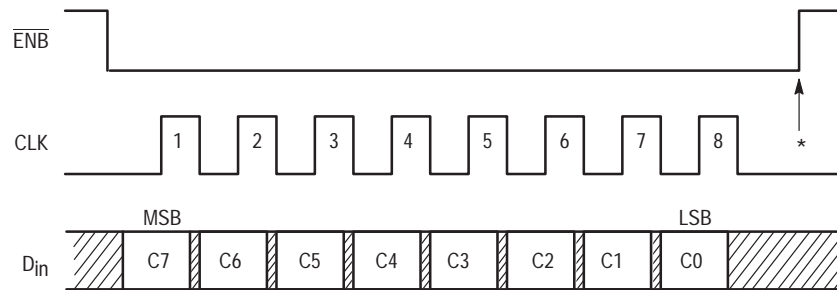 ENB
CLK 1 2 3 4 5 6 7 8 *
MSB LSB
Din C7 C6 C5 C4 C3 C2 C1 C0